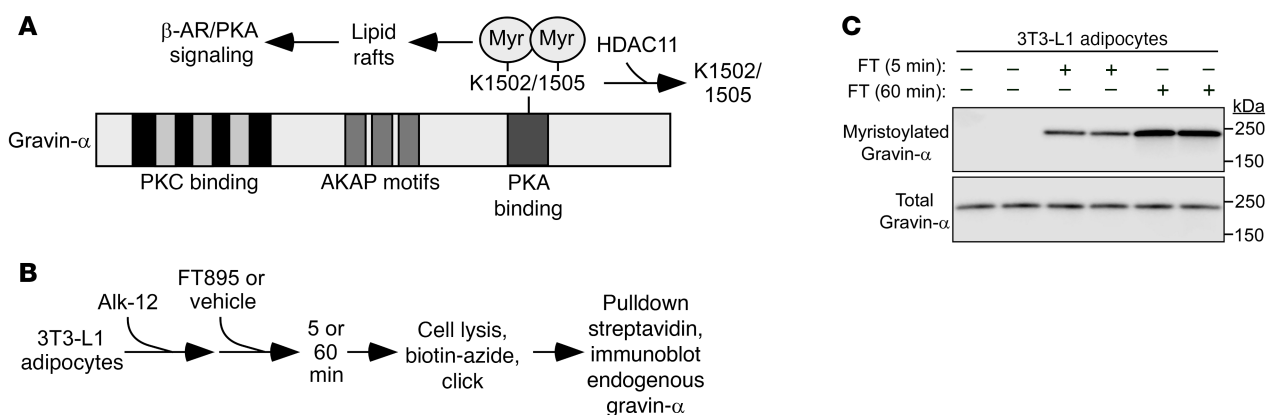 A
β-AR/PKA
signaling
Lipid
rafts
Myr Myr
HDAC11
K1502/1505
K1502/
1505
Gravin-α
PKC binding
AKAP motifs
PKA
binding
B
3T3-L1
adipocytes
Alk-12
FT895 or
vehicle
5 or
60
min
Cell lysis,
biotin-azide,
click
Pulldown
streptavidin,
immunoblot
endogenous
gravin-α
C
3T3-L1 adipocytes
FT (5 min): − − + + − −
FT (60 min): − − − − + +
kDa
Myristoylated
Gravin-α
250
150
Total
Gravin-α
250
150